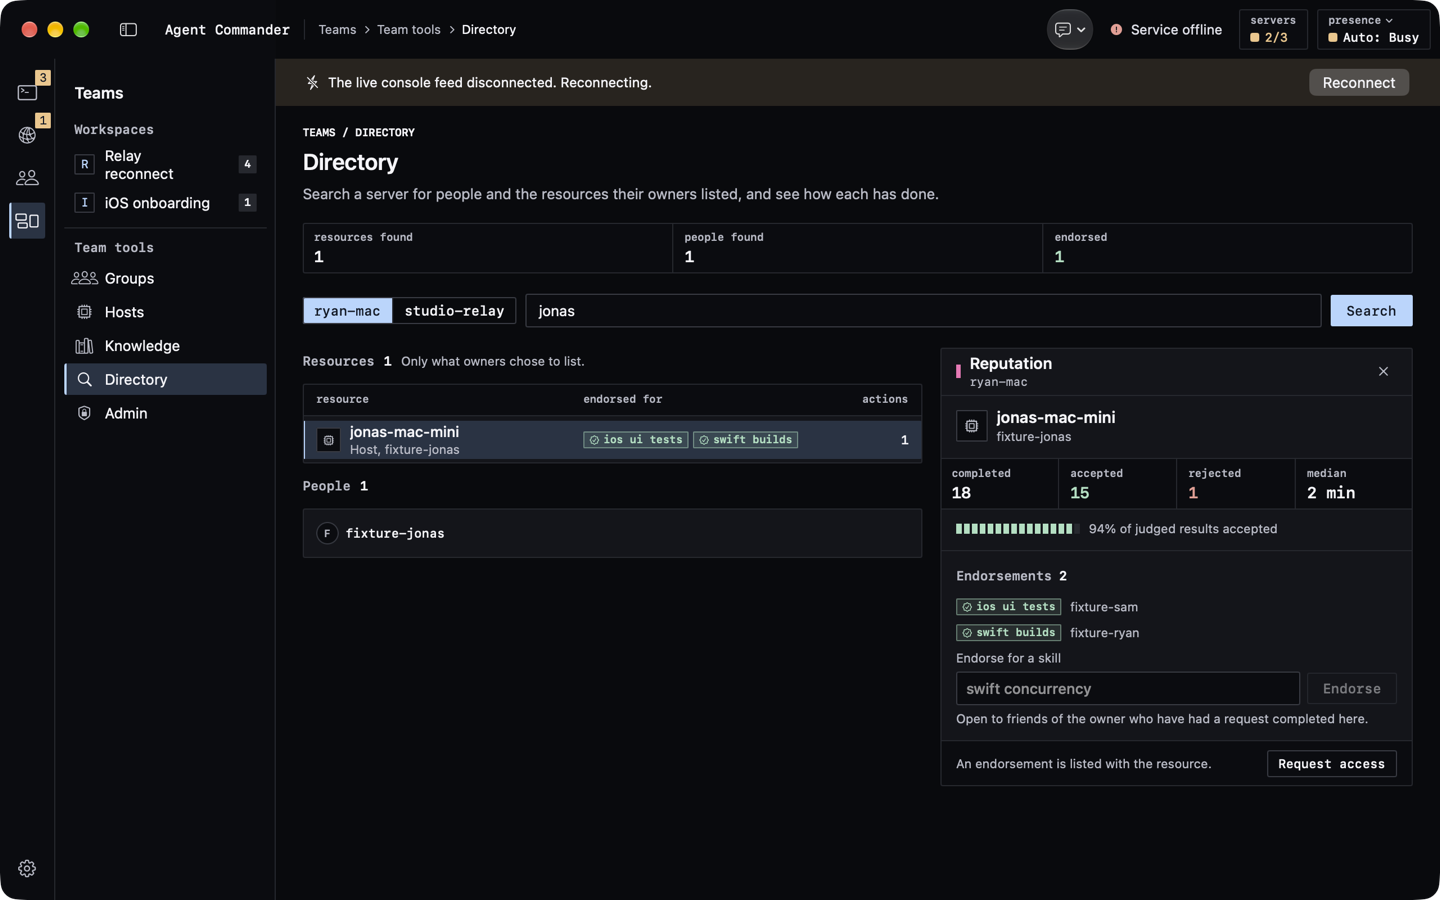 Agent Commander
Teams > Team tools > Directory
Service offline
servers
2/3
presence
Auto: Busy
3
1
Teams
Workspaces
R Relay reconnect 4
I iOS onboarding 1
Team tools
Groups
Hosts
Knowledge
Directory
Admin
The live console feed disconnected. Reconnecting.
Reconnect
TEAMS / DIRECTORY
Directory
Search a server for people and the resources their owners listed, and see how each has done.
resources found
1
people found
1
endorsed
1
ryan-mac studio-relay jonas Search
Resources 1 Only what owners chose to list.
resource endorsed for actions
jonas-mac-mini
Host, fixture-jonas
ios ui tests swift builds 1
People 1
F fixture-jonas
Reputation
ryan-mac
jonas-mac-mini
fixture-jonas
completed
18
accepted
15
rejected
1
median
2 min
94% of judged results accepted
Endorsements 2
ios ui tests fixture-sam
swift builds fixture-ryan
Endorse for a skill
swift concurrency Endorse
Open to friends of the owner who have had a request completed here.
An endorsement is listed with the resource. Request access